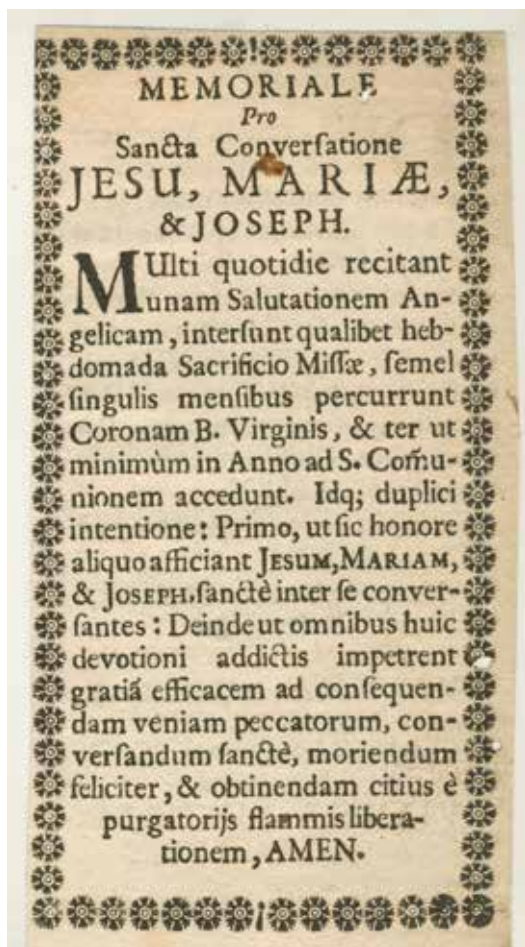 MEMORIALE
Pro
Sancta Converſatione
JESU, MARIÆ,
& JOSEPH.
MUlti quotidie recitant
unam Salutationem An-
gelicam, interſunt qualibet heb-
domada Sacrificio Miſſæ, ſemel
ſingulis menſibus percurrunt
Coronam B. Virginis, & ter ut
minimùm in Anno ad S. Com̃u-
nionem accedunt. Idq; duplici
intentione: Primo, ut ſic honore
aliquo afficiant JESUM, MARIAM,
& JOSEPH. ſanctè inter ſe conver-
ſantes: Deinde ut omnibus huic
devotioni addictis impetrent
gratiá efficacem ad conſequen-
dam veniam peccatorum, con-
verſandum ſanctè, moriendum
feliciter, & obtinendam citius è
purgatorijs flammis libera-
tionem, AMEN.